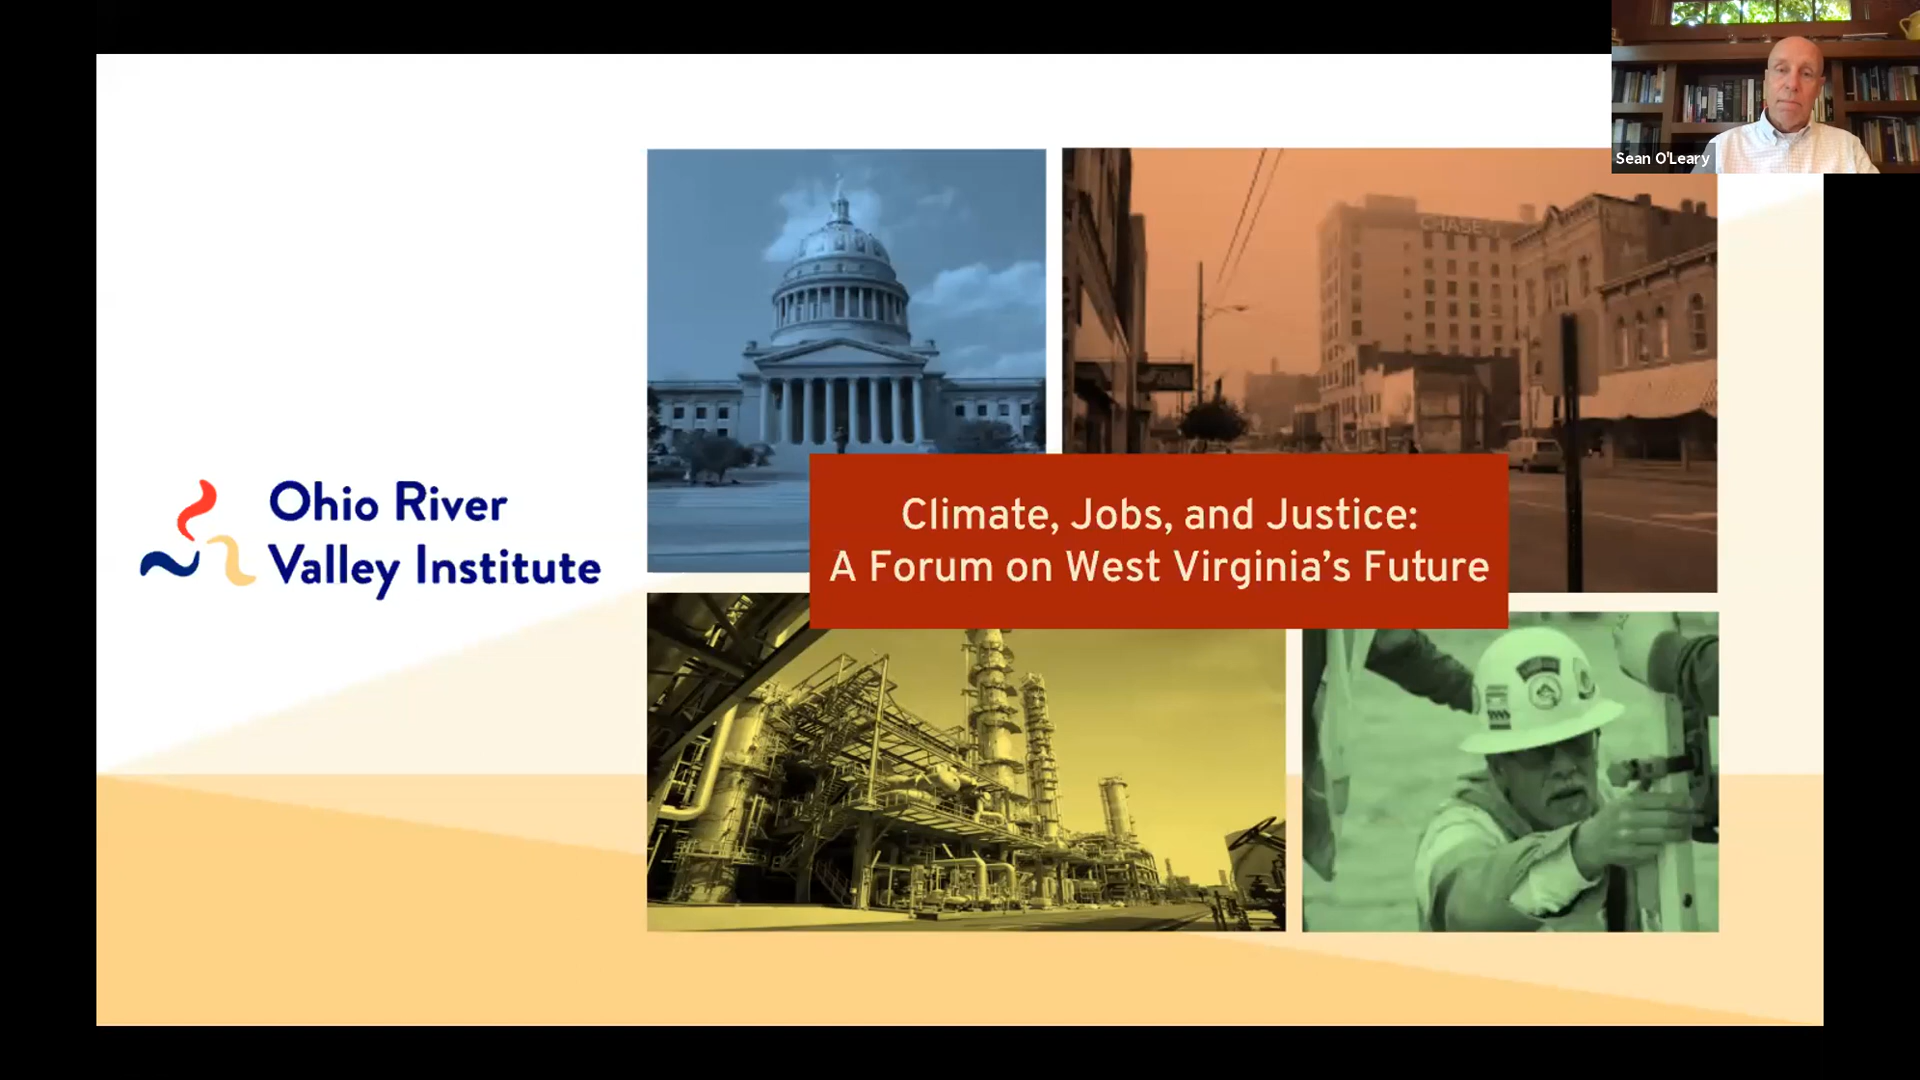 Sean O'Leary
CHASE
Ohio River
Valley Institute
Climate, Jobs, and Justice:
A Forum on West Virginia's Future